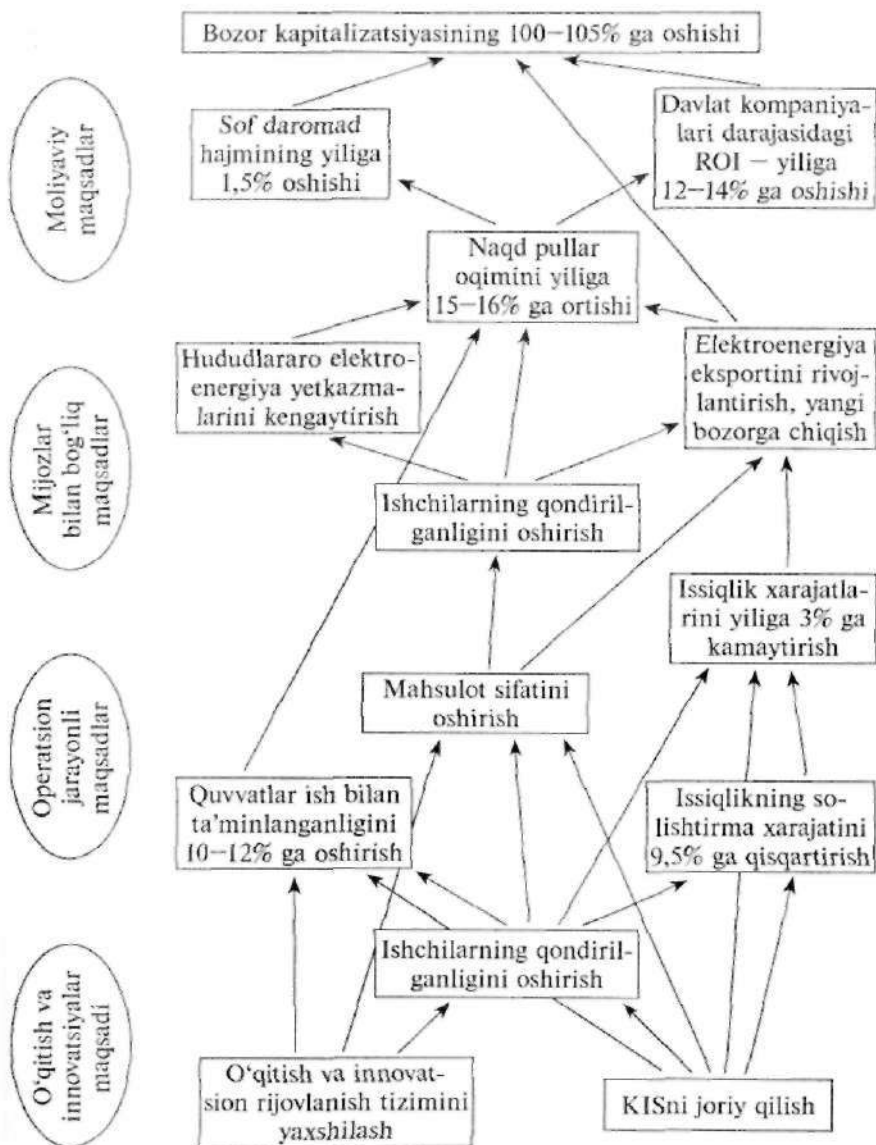 Bozor kapitalizatsiyasining 100–105% ga oshishi
Moliyaviy
maqsadlar
Sof daromad
hajmining yiliga
1,5% oshishi
Davlat kompaniya-
lari darajasidagi
ROI — yiliga
12–14% ga oshishi
Naqd pullar
oqimini yiliga
15–16% ga ortishi
Mijozlar
bilan bog‘liq
maqsadlar
Hududlararo elektro-
energiya yetkazma-
larini kengaytirish
Elektroenergiya
eksportini rivoj-
lantirish, yangi
bozorga chiqish
Ishchilarning qondiril-
ganligini oshirish
Issiqlik xarajatla-
rini yiliga 3% ga
kamaytirish
Operatsion
jarayonli
maqsadlar
Mahsulot sifatini
oshirish
Quvvatlar ish bilan
ta’minlanganligini
10–12% ga oshirish
Issiqlikning so-
lishtirma xarajatini
9,5% ga qisqartirish
O‘qitish va
innovatsiyalar
maqsadi
Ishchilarning qondiril-
ganligini oshirish
O‘qitish va innovat-
sion rijovlanish tizimini
yaxshilash
KISni joriy qilish